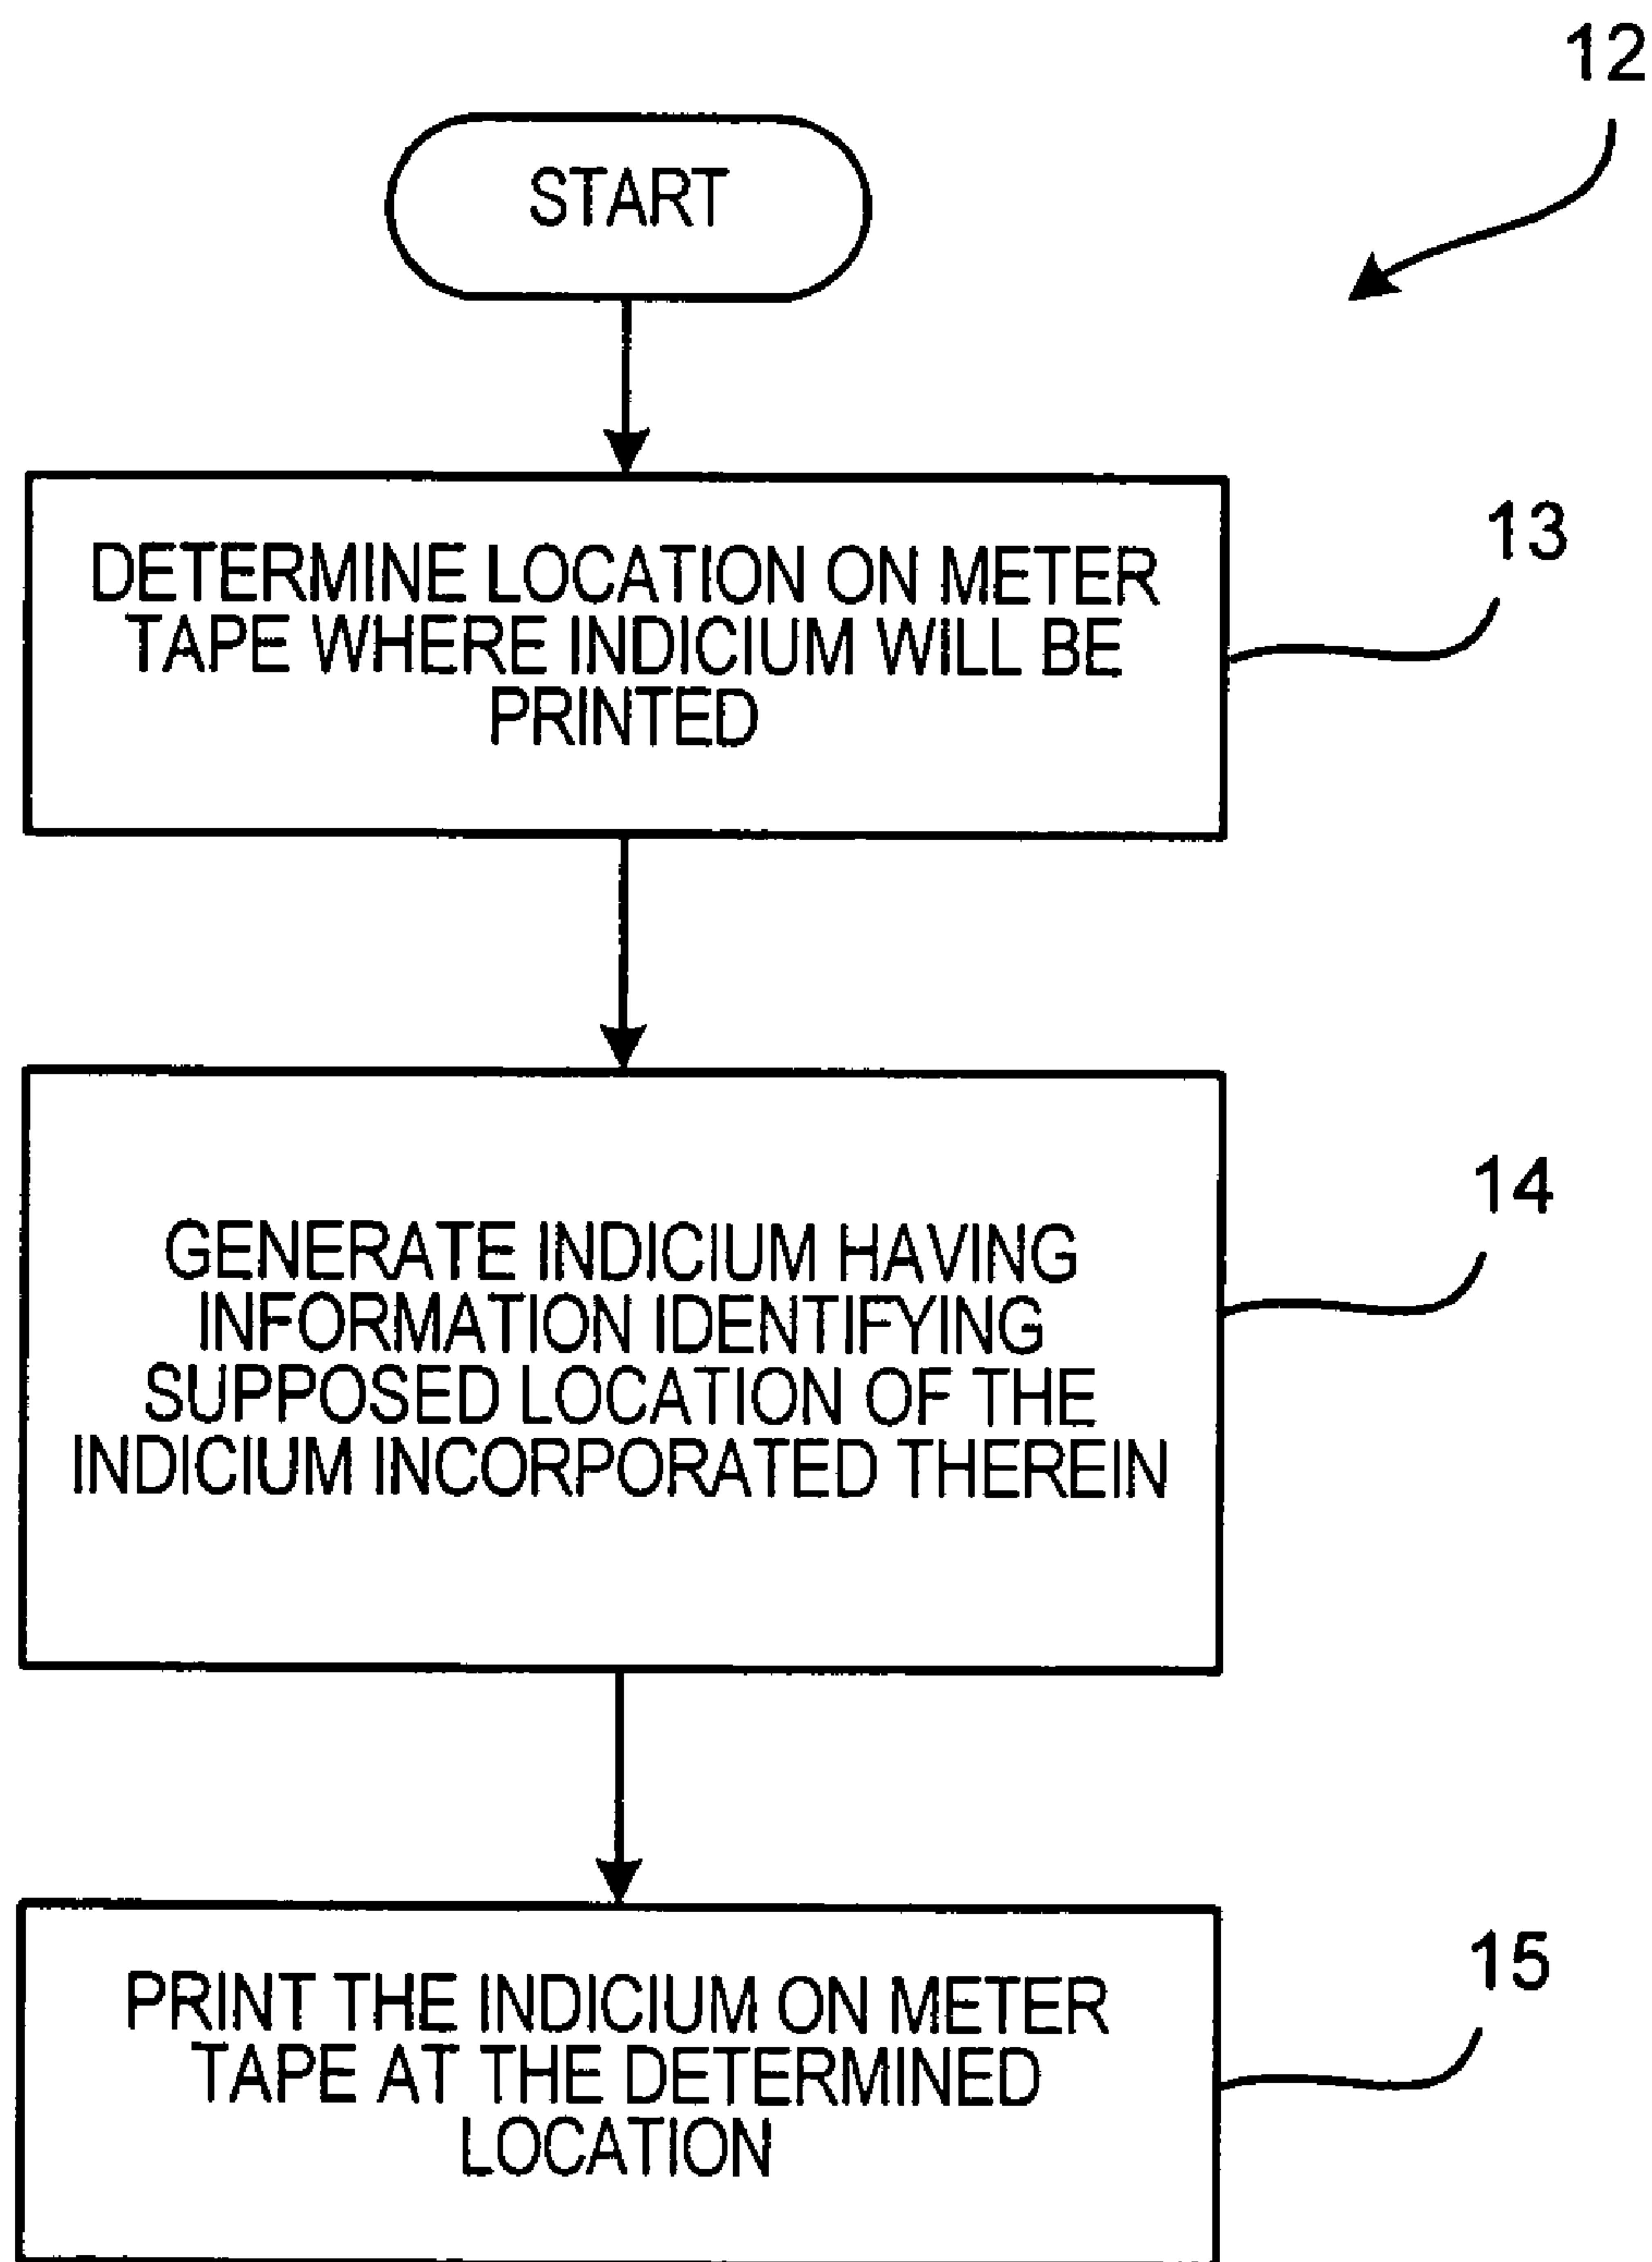 12
START
DETERMINE LOCATION ON METER
TAPE WHERE INDICIUM WILL BE
PRINTED
13
GENERATE INDICIUM HAVING
INFORMATION IDENTIFYING
SUPPOSED LOCATION OF THE
INDICIUM INCORPORATED THEREIN
14
PRINT THE INDICIUM ON METER
TAPE AT THE DETERMINED
LOCATION
15